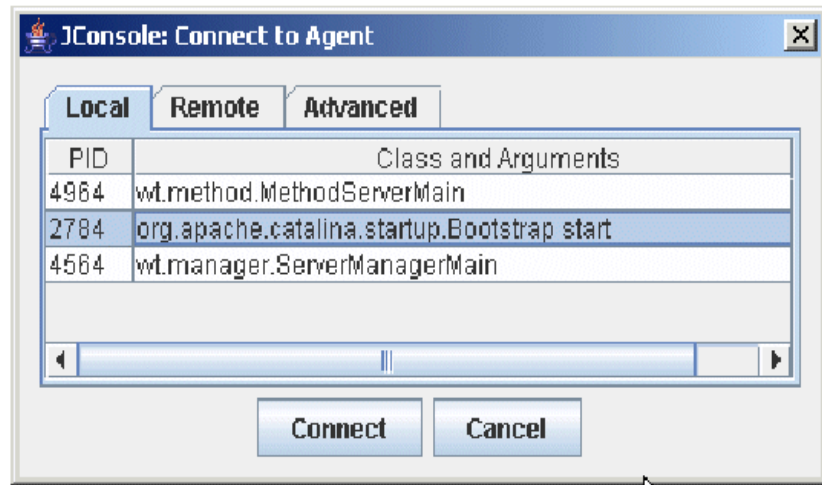 JConsole: Connect to Agent
Local Remote Advanced
PID Class and Arguments
4964 wt.method.MethodServerMain
2784 org.apache.catalina.startup.Bootstrap start
4564 wt.manager.ServerManagerMain
Connect Cancel